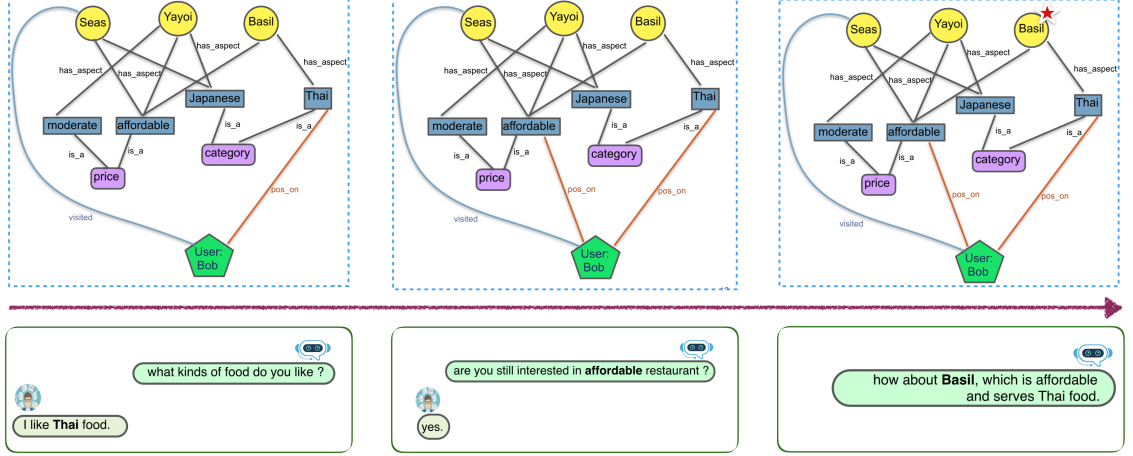 Seas
Yayoi
Basil
has_aspect
has_aspect
has_aspect
has_aspect
moderate
affordable
Japanese
Thai
is_a
is_a
is_a
is_a
category
price
pos_on
visited
User:
Bob
Seas
Yayoi
Basil
has_aspect
has_aspect
has_aspect
has_aspect
moderate
affordable
Japanese
Thai
is_a
is_a
is_a
is_a
category
price
pos_on
pos_on
visited
User:
Bob
Seas
Yayoi
Basil
has_aspect
has_aspect
has_aspect
has_aspect
moderate
affordable
Japanese
Thai
is_a
is_a
is_a
is_a
category
price
pos_on
pos_on
visited
User:
Bob
what kinds of food do you like ?
I like Thai food.
are you still interested in affordable restaurant ?
yes.
how about Basil, which is affordable
and serves Thai food.